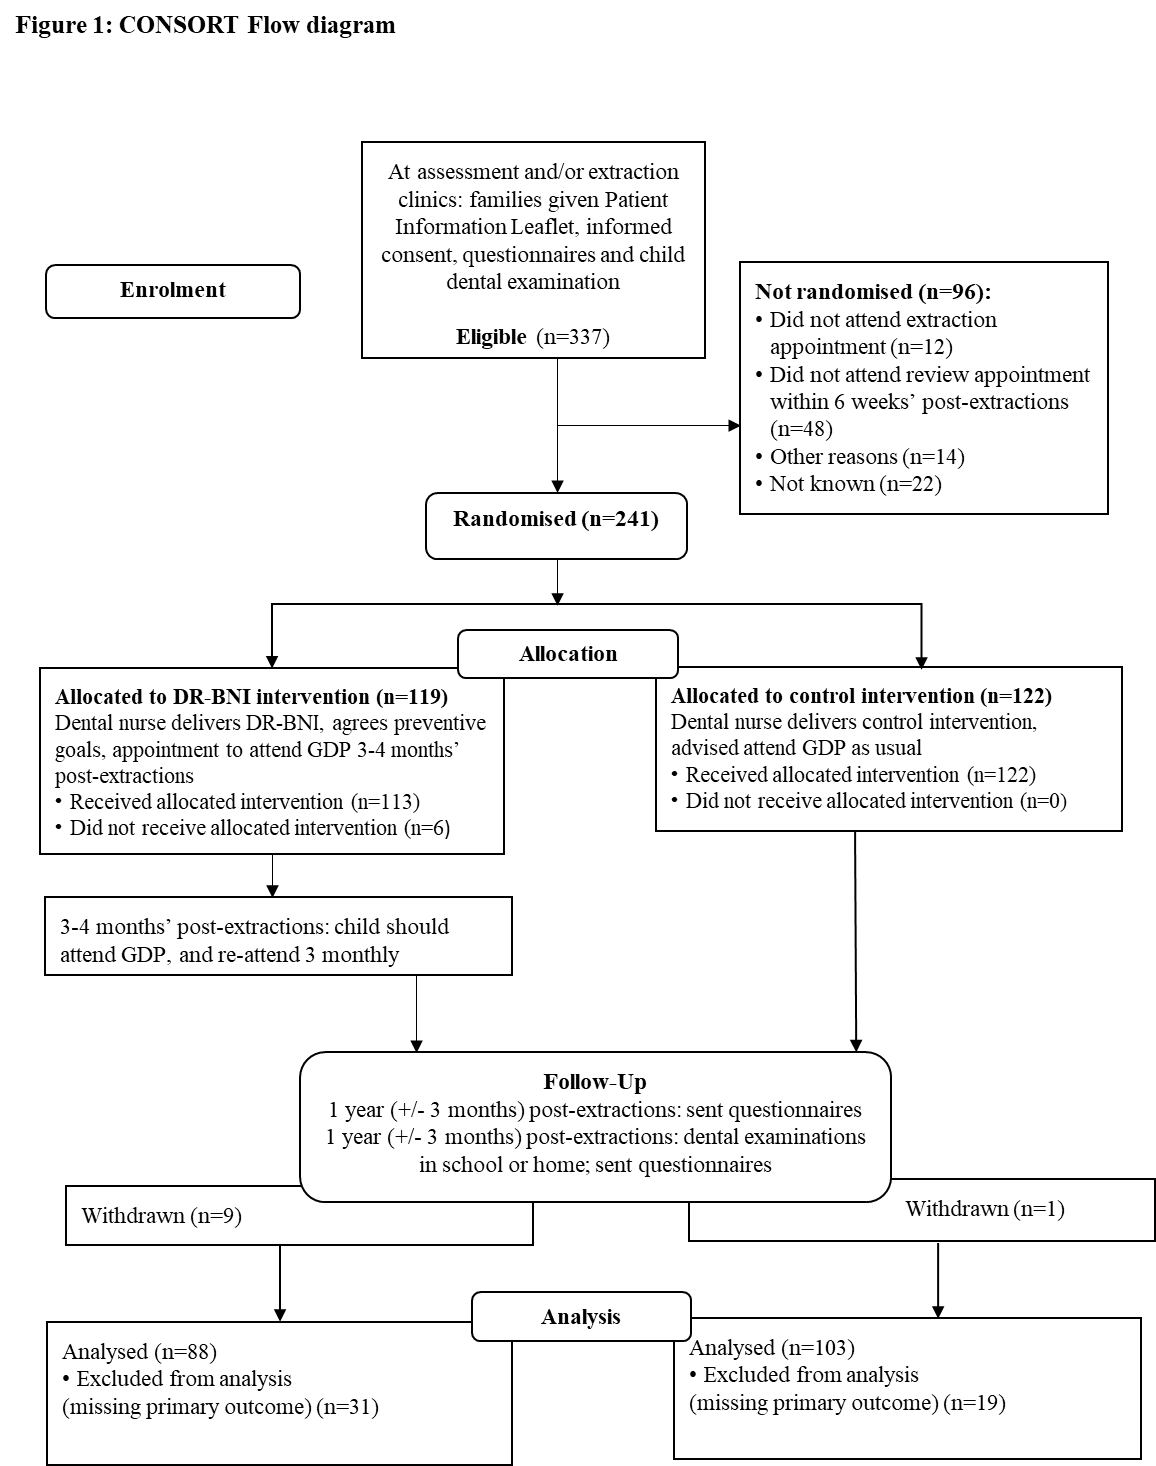 Figure 1: CONSORT Flow diagram
At assessment and/or extraction
clinics: families given Patient
Information Leaflet, informed
consent, questionnaires and child
dental examination
Eligible (n=337)
Enrolment
Not randomised (n=96):
• Did not attend extraction
appointment (n=12)
• Did not attend review appointment
within 6 weeks’ post-extractions
(n=48)
• Other reasons (n=14)
• Not known (n=22)
Randomised (n=241)
Allocation
Allocated to DR-BNI intervention (n=119)
Dental nurse delivers DR-BNI, agrees preventive
goals, appointment to attend GDP 3-4 months’
post-extractions
• Received allocated intervention (n=113)
• Did not receive allocated intervention (n=6)
Allocated to control intervention (n=122)
Dental nurse delivers control intervention,
advised attend GDP as usual
• Received allocated intervention (n=122)
• Did not receive allocated intervention (n=0)
3-4 months’ post-extractions: child should
attend GDP, and re-attend 3 monthly
Follow-Up
1 year (+/- 3 months) post-extractions: sent questionnaires
1 year (+/- 3 months) post-extractions: dental examinations
in school or home; sent questionnaires
Withdrawn (n=9)
Withdrawn (n=1)
Analysis
Analysed (n=88)
• Excluded from analysis
(missing primary outcome) (n=31)
Analysed (n=103)
• Excluded from analysis
(missing primary outcome) (n=19)